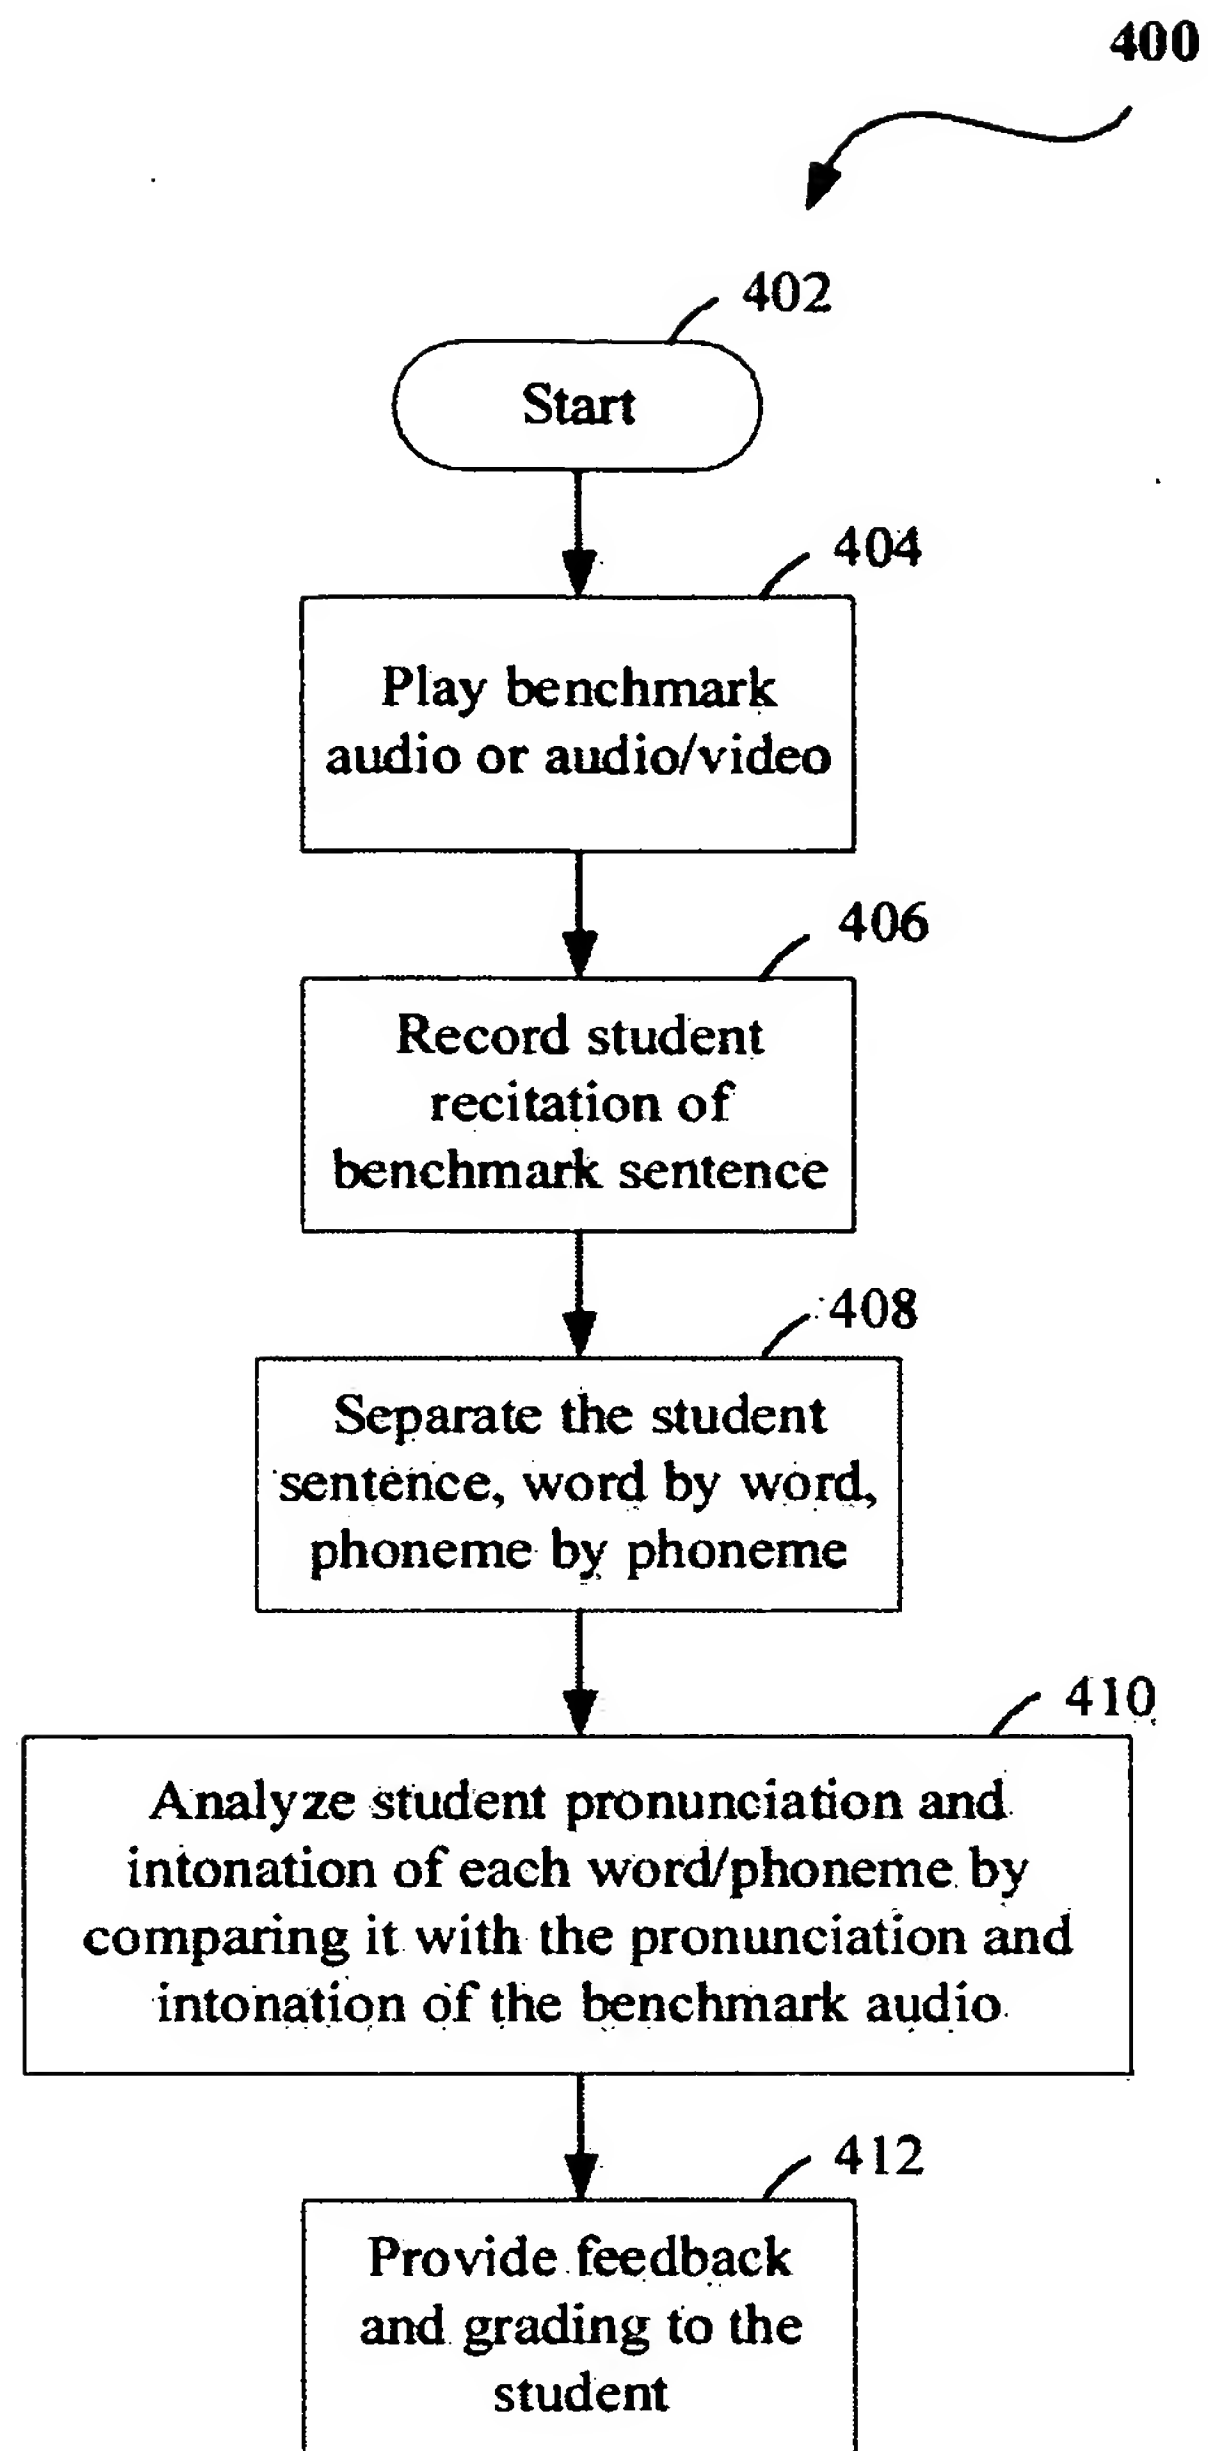 400
402
Start
404
Play benchmark
audio or audio/video
406
Record student
recitation of
benchmark sentence
408
Separate the student
sentence, word by word,
phoneme by phoneme
410
Analyze student pronunciation and
intonation of each word/phoneme by
comparing it with the pronunciation and
intonation of the benchmark audio
412
Provide feedback
and grading to the
student